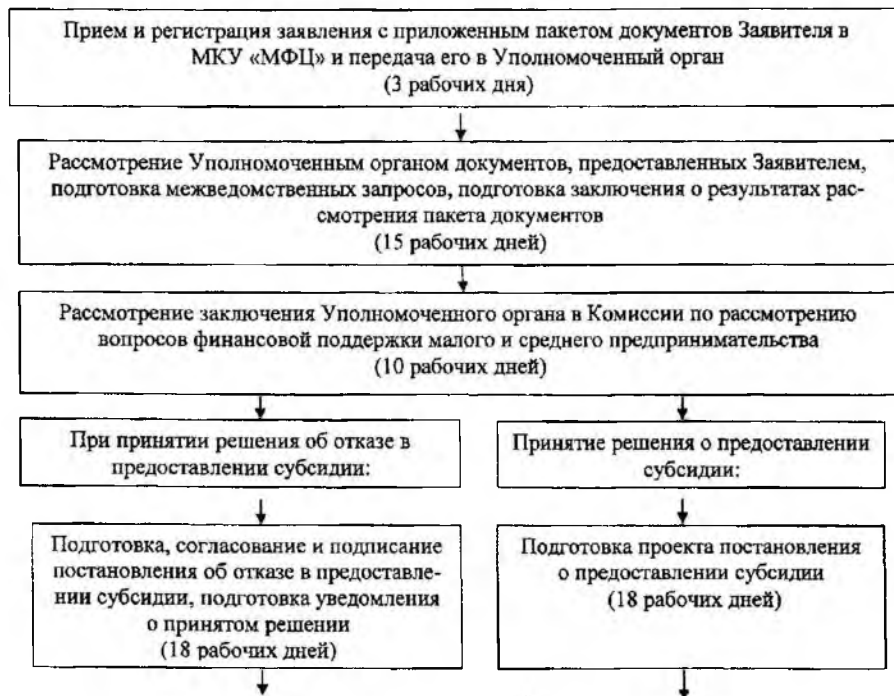 Прием и регистрация заявления с приложенным пакетом документов Заявителя в
МКУ «МФЦ» и передача его в Уполномоченный орган
(3 рабочих дня)
Рассмотрение Уполномоченным органом документов, предоставленных Заявителем,
подготовка межведомственных запросов, подготовка заключения о результатах рас-
смотрения пакета документов
(15 рабочих дней)
Рассмотрение заключения Уполномоченного органа в Комиссии по рассмотрению
вопросов финансовой поддержки малого и среднего предпринимательства
(10 рабочих дней)
При принятии решения об отказе в
предоставлении субсидии:
Принятие решения о предоставлении
субсидии:
Подготовка, согласование и подписание
постановления об отказе в предоставле-
нии субсидии, подготовка уведомления
о принятом решении
(18 рабочих дней)
Подготовка проекта постановления
о предоставлении субсидии
(18 рабочих дней)